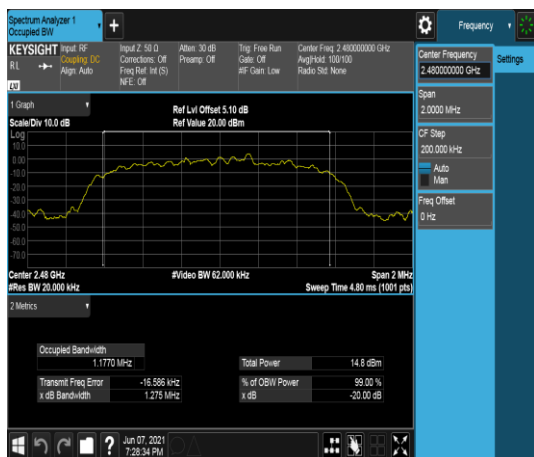 Spectrum Analyzer 1
Occupied BW
Frequency
KEYSIGHT
RL
Input: RF
Coupling: DC
Align: Auto
Input Z: 50 Ω
Corrections: Off
Freq Ref: Int (S)
NFE: Off
Atten: 30 dB
Preamp: Off
Trig: Free Run
Gate: Off
#IF Gain: Low
Center Freq: 2.480000000 GHz
Avg|Hold: 100/100
Radio Std: None
Center Frequency
2.480000000 GHz
Settings
Span
2.0000 MHz
CF Step
200.000 kHz
Auto
Man
Freq Offset
0 Hz
1 Graph
Scale/Div 10.0 dB
Ref Lvl Offset 5.10 dB
Ref Value 20.00 dBm
Log
10.0
0.00
-10.0
-20.0
-30.0
-40.0
-50.0
-60.0
-70.0
Center 2.48 GHz
#Res BW 20.000 kHz
#Video BW 62.000 kHz
Span 2 MHz
Sweep Time 4.80 ms (1001 pts)
2 Metrics
Occupied Bandwidth
1.1770 MHz
Total Power 14.8 dBm
Transmit Freq Error -16.586 kHz
% of OBW Power 99.00 %
x dB Bandwidth 1.275 MHz
x dB -20.00 dB
?
Jun 07, 2021
7:28:34 PM